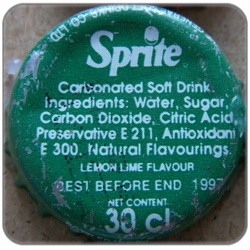 Sprite
Carbonated Soft Drink.
Ingredients: Water, Sugar,
Carbon Dioxide, Citric Acid,
Preservative E 211, Antioxidant
E 300, Natural Flavourings.
LEMON LIME FLAVOUR
BEST BEFORE END 1997
NET CONTENT
30 cl